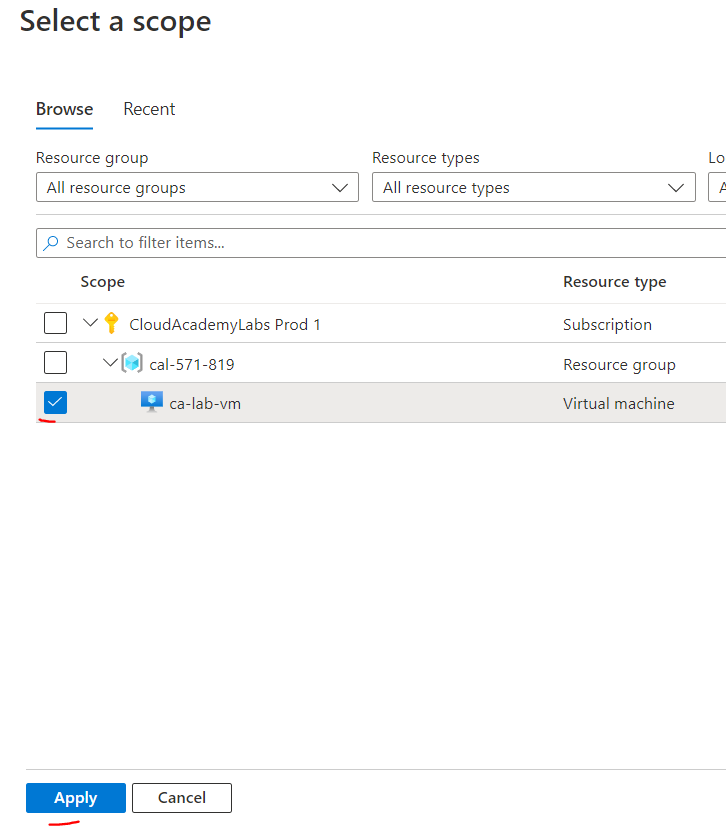 Select a scope
Browse Recent
Resource group Resource types Lo
All resource groups All resource types A
Search to filter items...
Scope Resource type
CloudAcademyLabs Prod 1 Subscription
cal-571-819 Resource group
ca-lab-vm Virtual machine
Apply Cancel